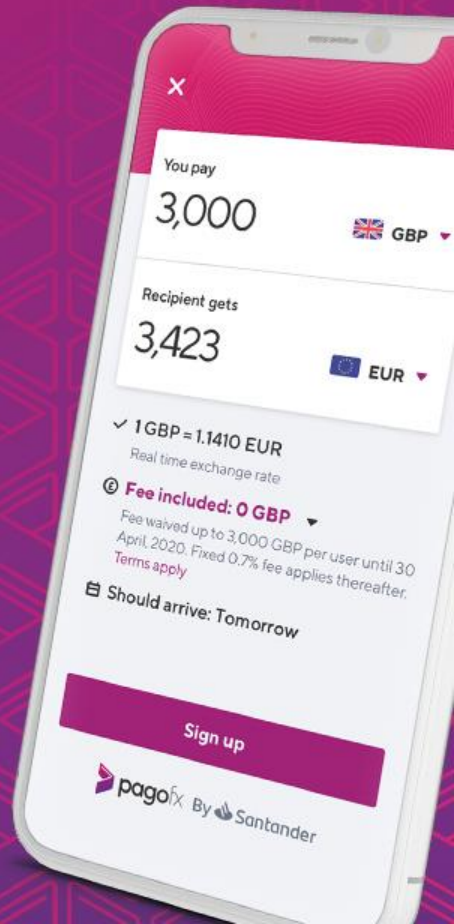 You pay
3,000
GBP
Recipient gets
3,423
EUR
1 GBP = 1.1410 EUR
Real time exchange rate
Fee included: 0 GBP
Fee waived up to 3,000 GBP per user until 30
April, 2020. Fixed 0.7% fee applies thereafter.
Terms apply
Should arrive: Tomorrow
Sign up
pagofx By Santander